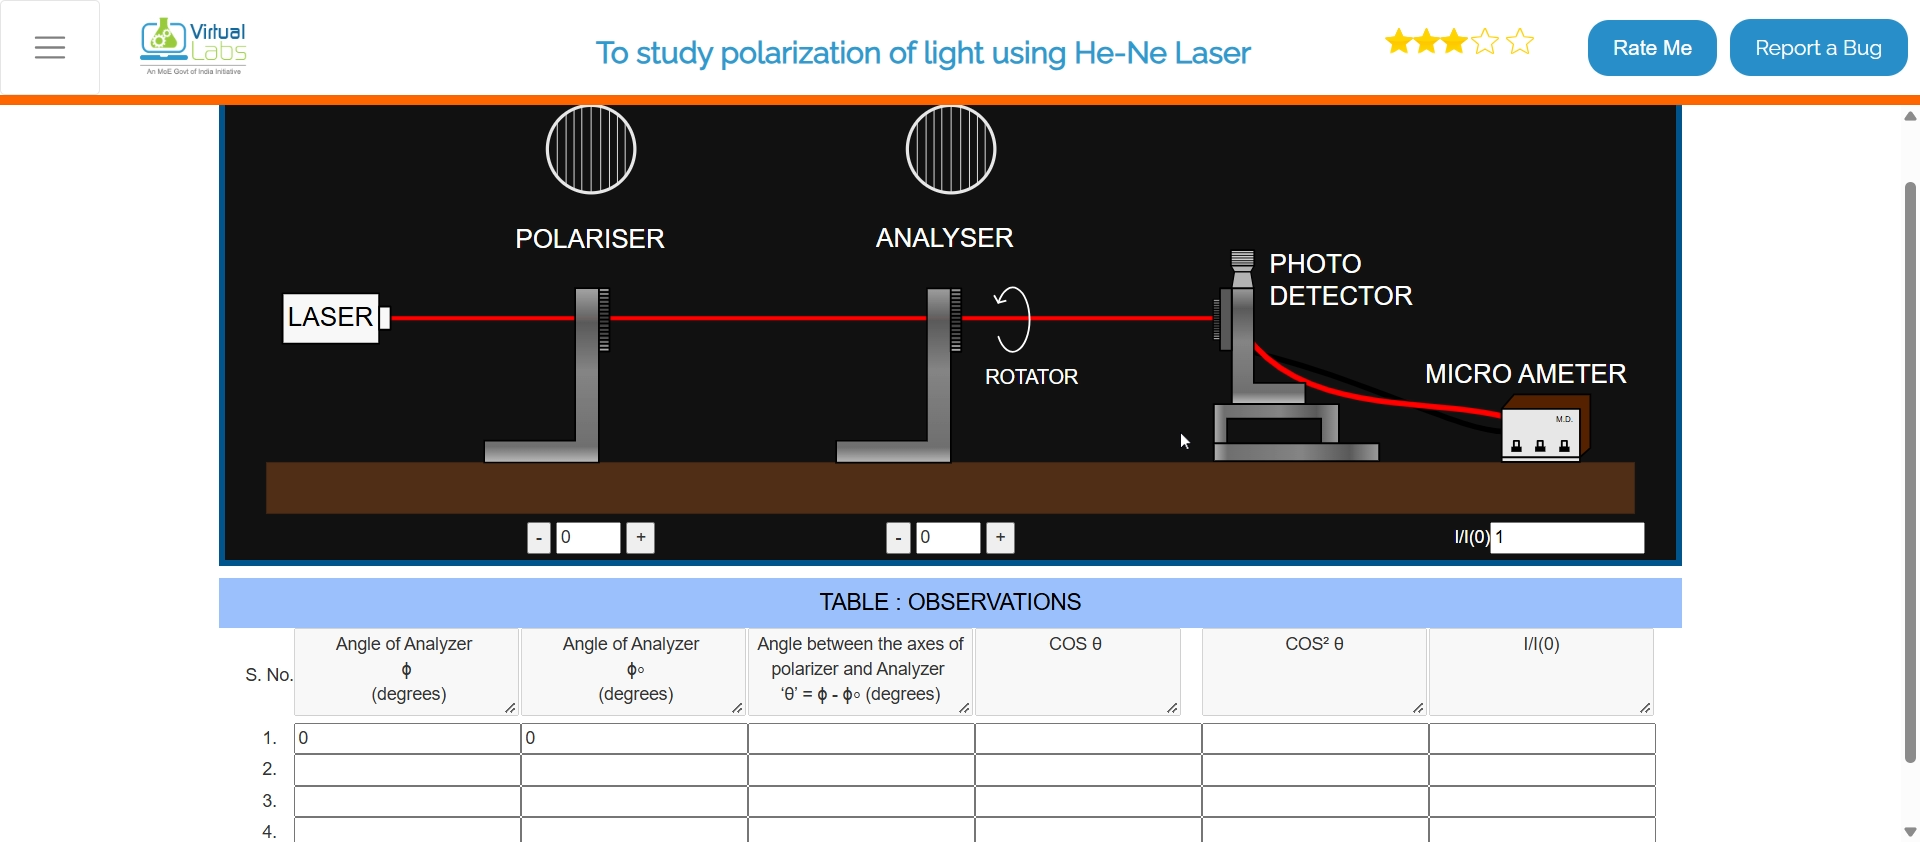 Virtual
Labs
An MoE Govt of India Initiative
To study polarization of light using He-Ne Laser
Rate Me
Report a Bug
POLARISER
ANALYSER
LASER
ROTATOR
PHOTO
DETECTOR
MICRO AMETER
M.D.
- 0 +
- 0 +
I/I(0) 1
TABLE : OBSERVATIONS
S. No.
Angle of Analyzer
ϕ
(degrees)
Angle of Analyzer
ϕ∘
(degrees)
Angle between the axes of
polarizer and Analyzer
‘θ’ = ϕ - ϕ∘ (degrees)
COS θ
COS² θ
I/I(0)
1. 0 0
2.
3.
4.